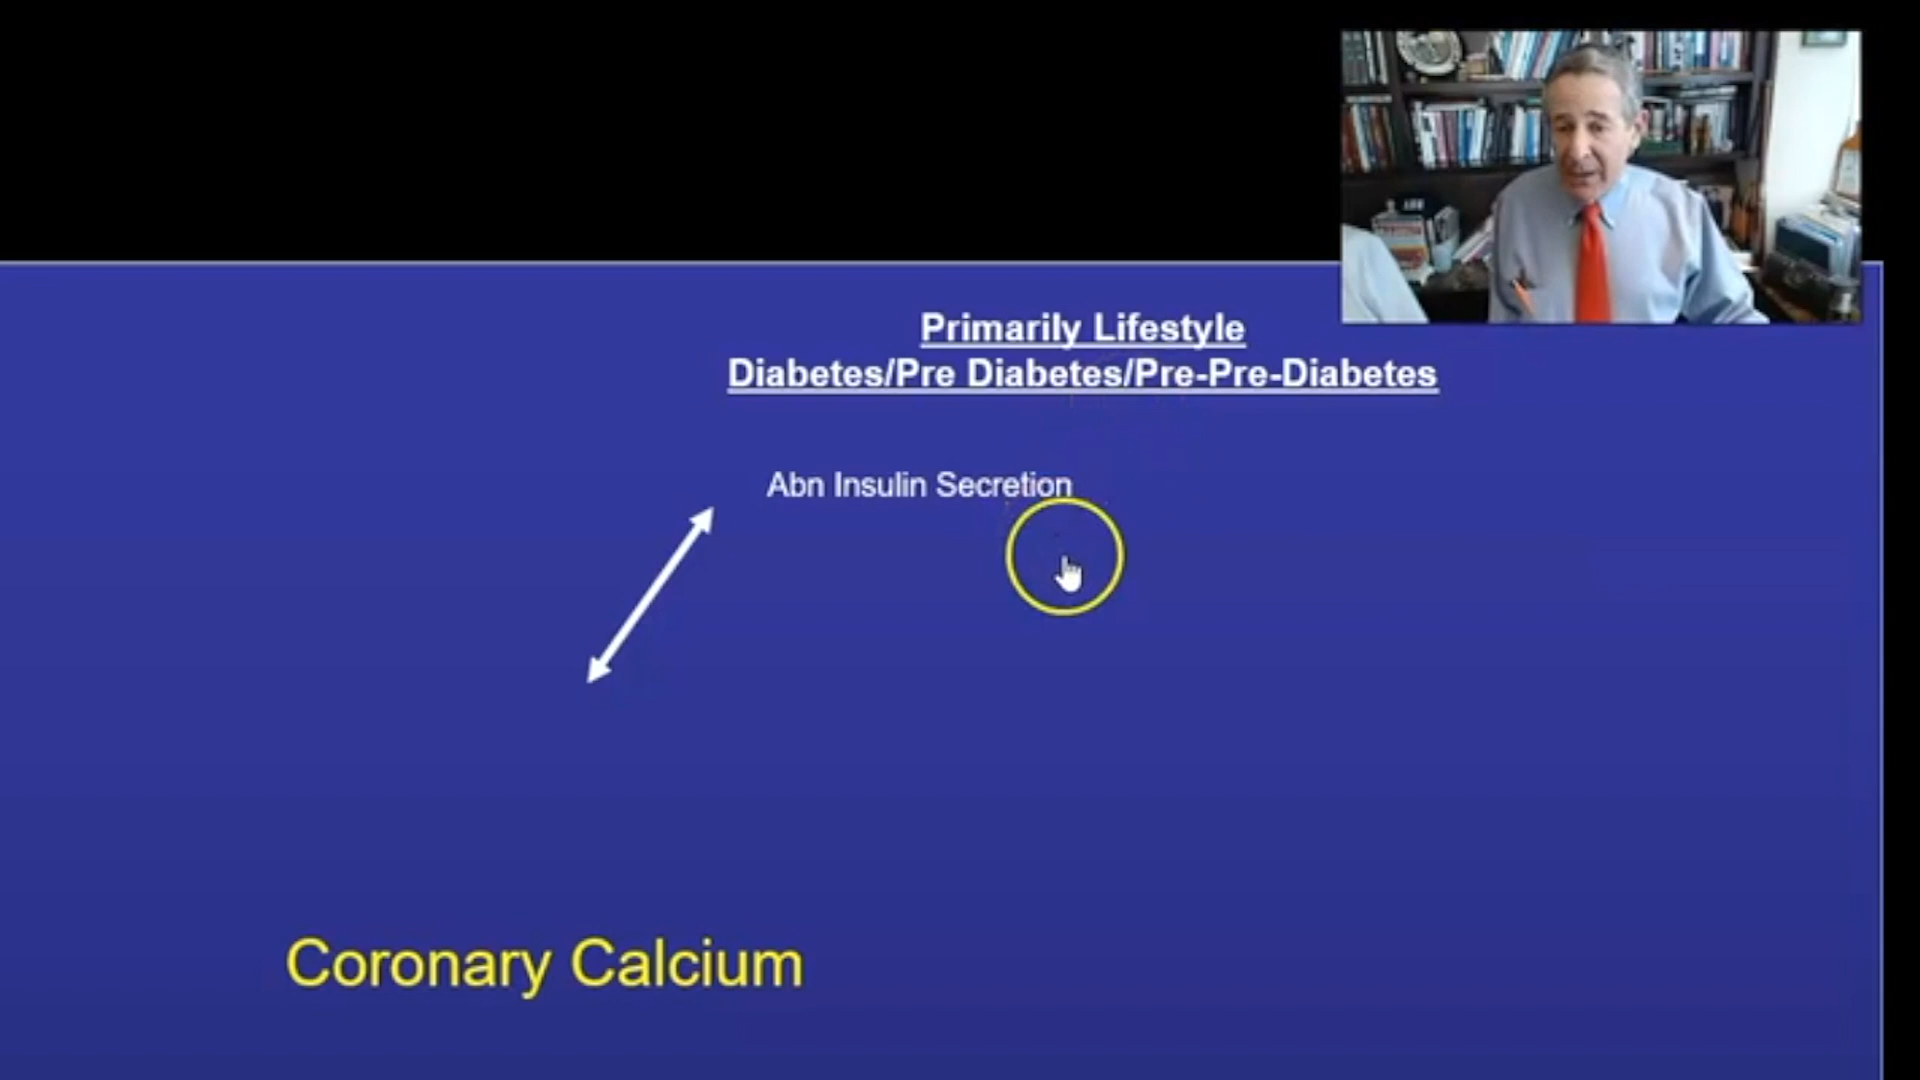 Primarily Lifestyle
Diabetes/Pre Diabetes/Pre-Pre-Diabetes
Abn Insulin Secretion
Coronary Calcium